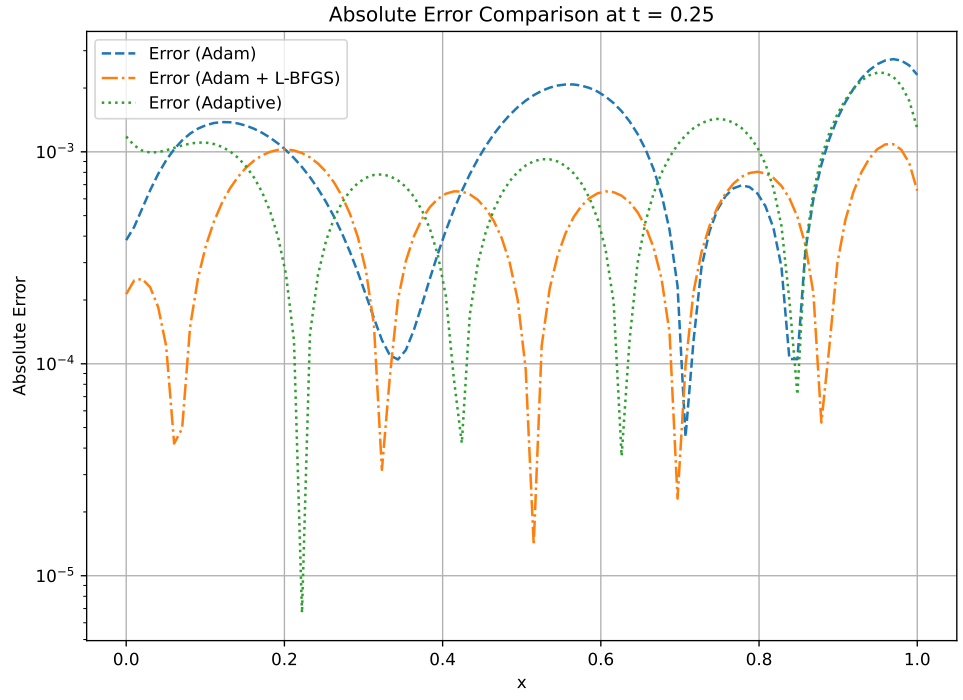 Absolute Error Comparison at t = 0.25
Error (Adam)
Error (Adam + L-BFGS)
Error (Adaptive)
Absolute Error
10⁻³
10⁻⁴
10⁻⁵
0.0 0.2 0.4 0.6 0.8 1.0
x